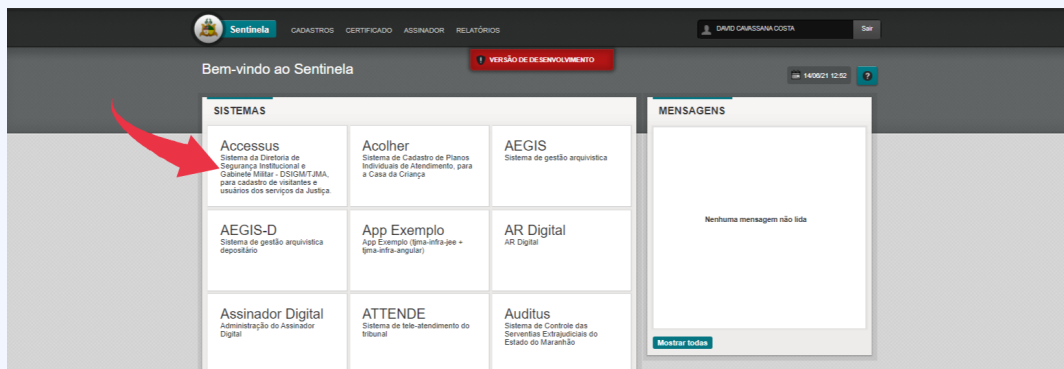 Sentinela CADASTROS CERTIFICADO ASSINADOR RELATÓRIOS DAVID CAVASSANA COSTA Sair
VERSÃO DE DESENVOLVIMENTO
Bem-vindo ao Sentinela
14/06/21 12:52 ?
SISTEMAS
Accessus
Sistema da Diretoria de
Segurança Institucional e
Gabinete Militar - DSIGM/TJMA,
para cadastro de visitantes e
usuários dos serviços da Justiça.
Acolher
Sistema de Cadastro de Planos
Individuais de Atendimento, para
a Casa da Criança
AEGIS
Sistema de gestão arquivistica
AEGIS-D
Sistema de gestão arquivística
depositário
App Exemplo
App Exemplo (tjma-infra-jee +
tjma-infra-angular)
AR Digital
AR Digital
Assinador Digital
Administração do Assinador
Digital
ATTENDE
Sistema de tele-atendimento do
tribunal
Auditus
Sistema de Controle das
Serventias Extrajudiciais do
Estado do Maranhão
MENSAGENS
Nenhuma mensagem não lida
Mostrar todas